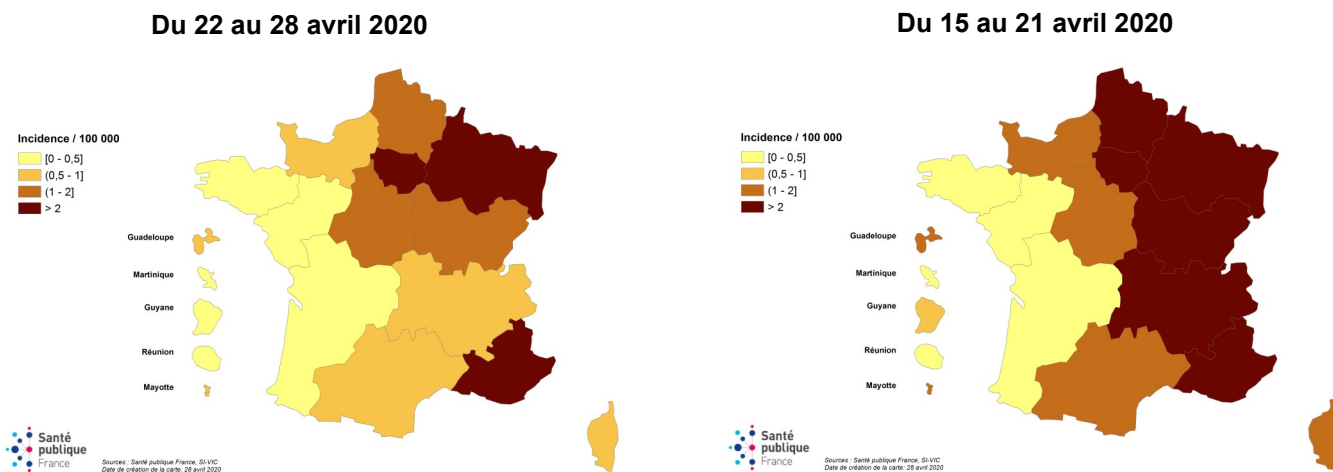 Du 22 au 28 avril 2020
Incidence / 100 000
[0 - 0,5]
(0,5 - 1]
(1 - 2]
> 2
Guadeloupe
Martinique
Guyane
Réunion
Mayotte
Santé
publique
France
Sources : Santé publique France, SI-VIC
Date de création de la carte: 28 avril 2020
Du 15 au 21 avril 2020
Incidence / 100 000
[0 - 0,5]
(0,5 - 1]
(1 - 2]
> 2
Guadeloupe
Martinique
Guyane
Réunion
Mayotte
Santé
publique
France
Sources : Santé publique France, SI-VIC
Date de création de la carte: 28 avril 2020